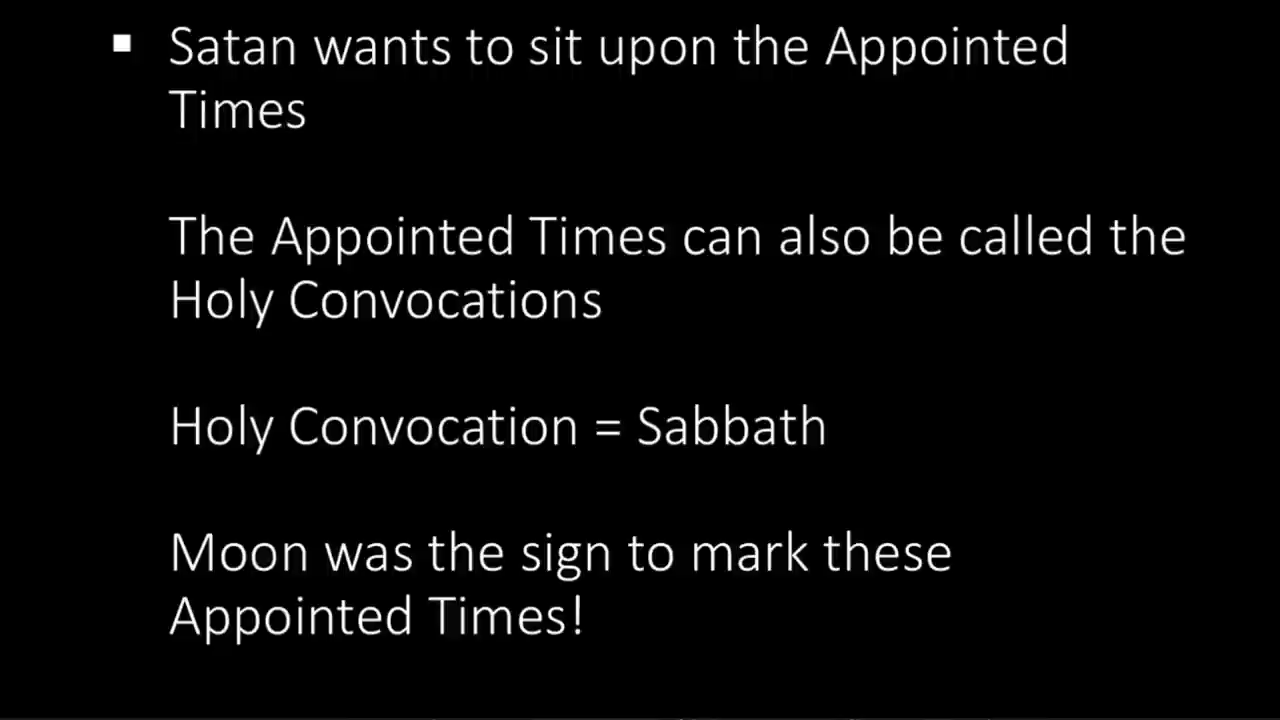 ▪ Satan wants to sit upon the Appointed
Times
The Appointed Times can also be called the
Holy Convocations
Holy Convocation = Sabbath
Moon was the sign to mark these
Appointed Times!